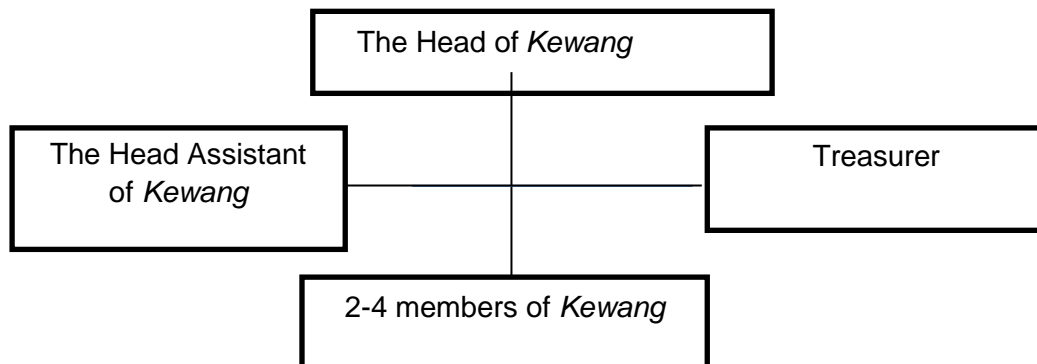 The Head of Kewang
The Head Assistant
of Kewang
Treasurer
2-4 members of Kewang